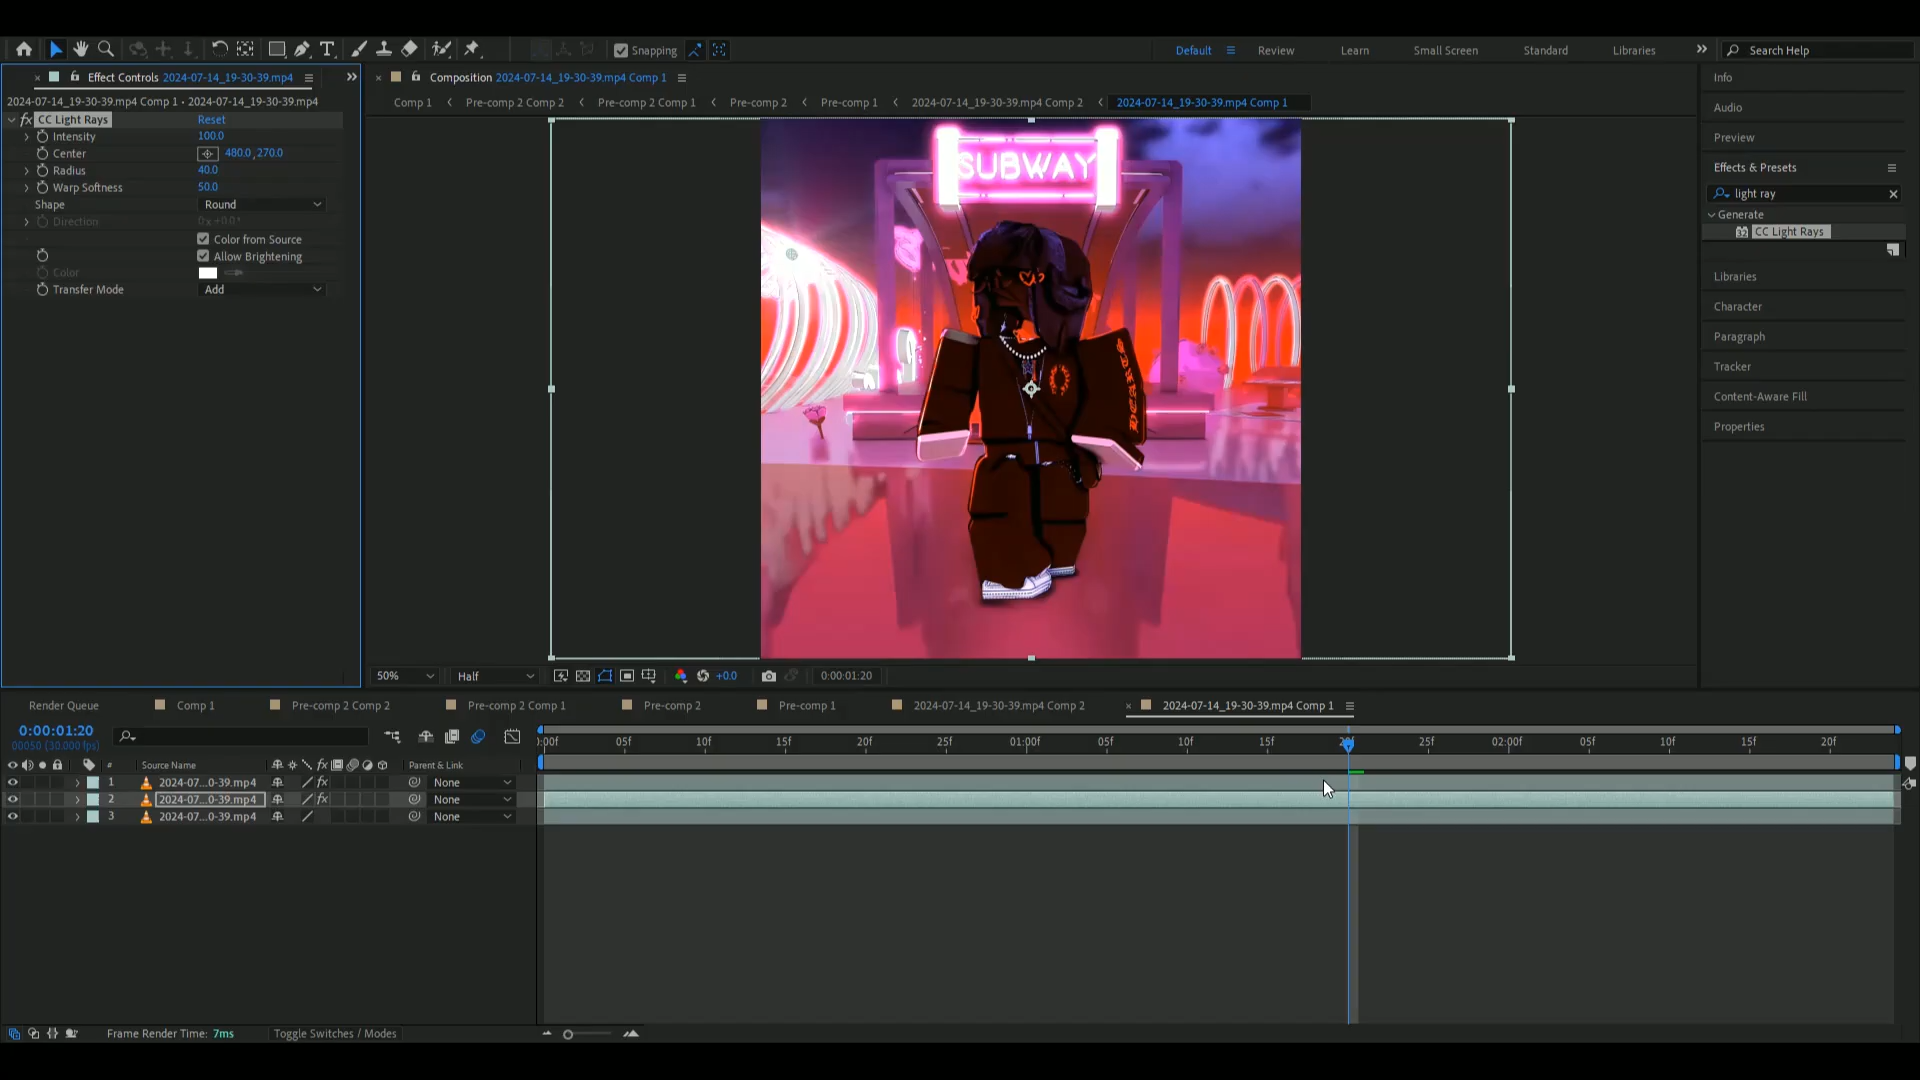 Snapping
Default
Review
Learn
Small Screen
Standard
Libraries
Search Help
Effect Controls 2024-07-14_19-30-39.mp4
2024-07-14_19-30-39.mp4 Comp 1 • 2024-07-14_19-30-39.mp4
fx CC Light Rays Reset
Intensity 100.0
Center 480.0,270.0
Radius 40.0
Warp Softness 50.0
Shape Round
Direction 0x+0.0°
Color from Source
Allow Brightening
Color
Transfer Mode Add
Composition 2024-07-14_19-30-39.mp4 Comp 1
Comp 1 Pre-comp 2 Comp 2 Pre-comp 2 Comp 1 Pre-comp 2 Pre-comp 1 2024-07-14_19-30-39.mp4 Comp 2 2024-07-14_19-30-39.mp4 Comp 1
SUBWAY
50% Half +0.0 0:00:01:20
Info
Audio
Preview
Effects & Presets
light ray
Generate
32 CC Light Rays
Libraries
Character
Paragraph
Tracker
Content-Aware Fill
Properties
Render Queue Comp 1 Pre-comp 2 Comp 2 Pre-comp 2 Comp 1 Pre-comp 2 Pre-comp 1 2024-07-14_19-30-39.mp4 Comp 2 2024-07-14_19-30-39.mp4 Comp 1
0:00:01:20
00050 (30.000 fps)
:00f 05f 10f 15f 20f 25f 01:00f 05f 10f 15f 20f 25f 02:00f 05f 10f 15f 20f
# Source Name fx Parent & Link
1 2024-07...0-39.mp4 fx None
2 2024-07...0-39.mp4 fx None
3 2024-07...0-39.mp4 None
Frame Render Time: 7ms Toggle Switches / Modes